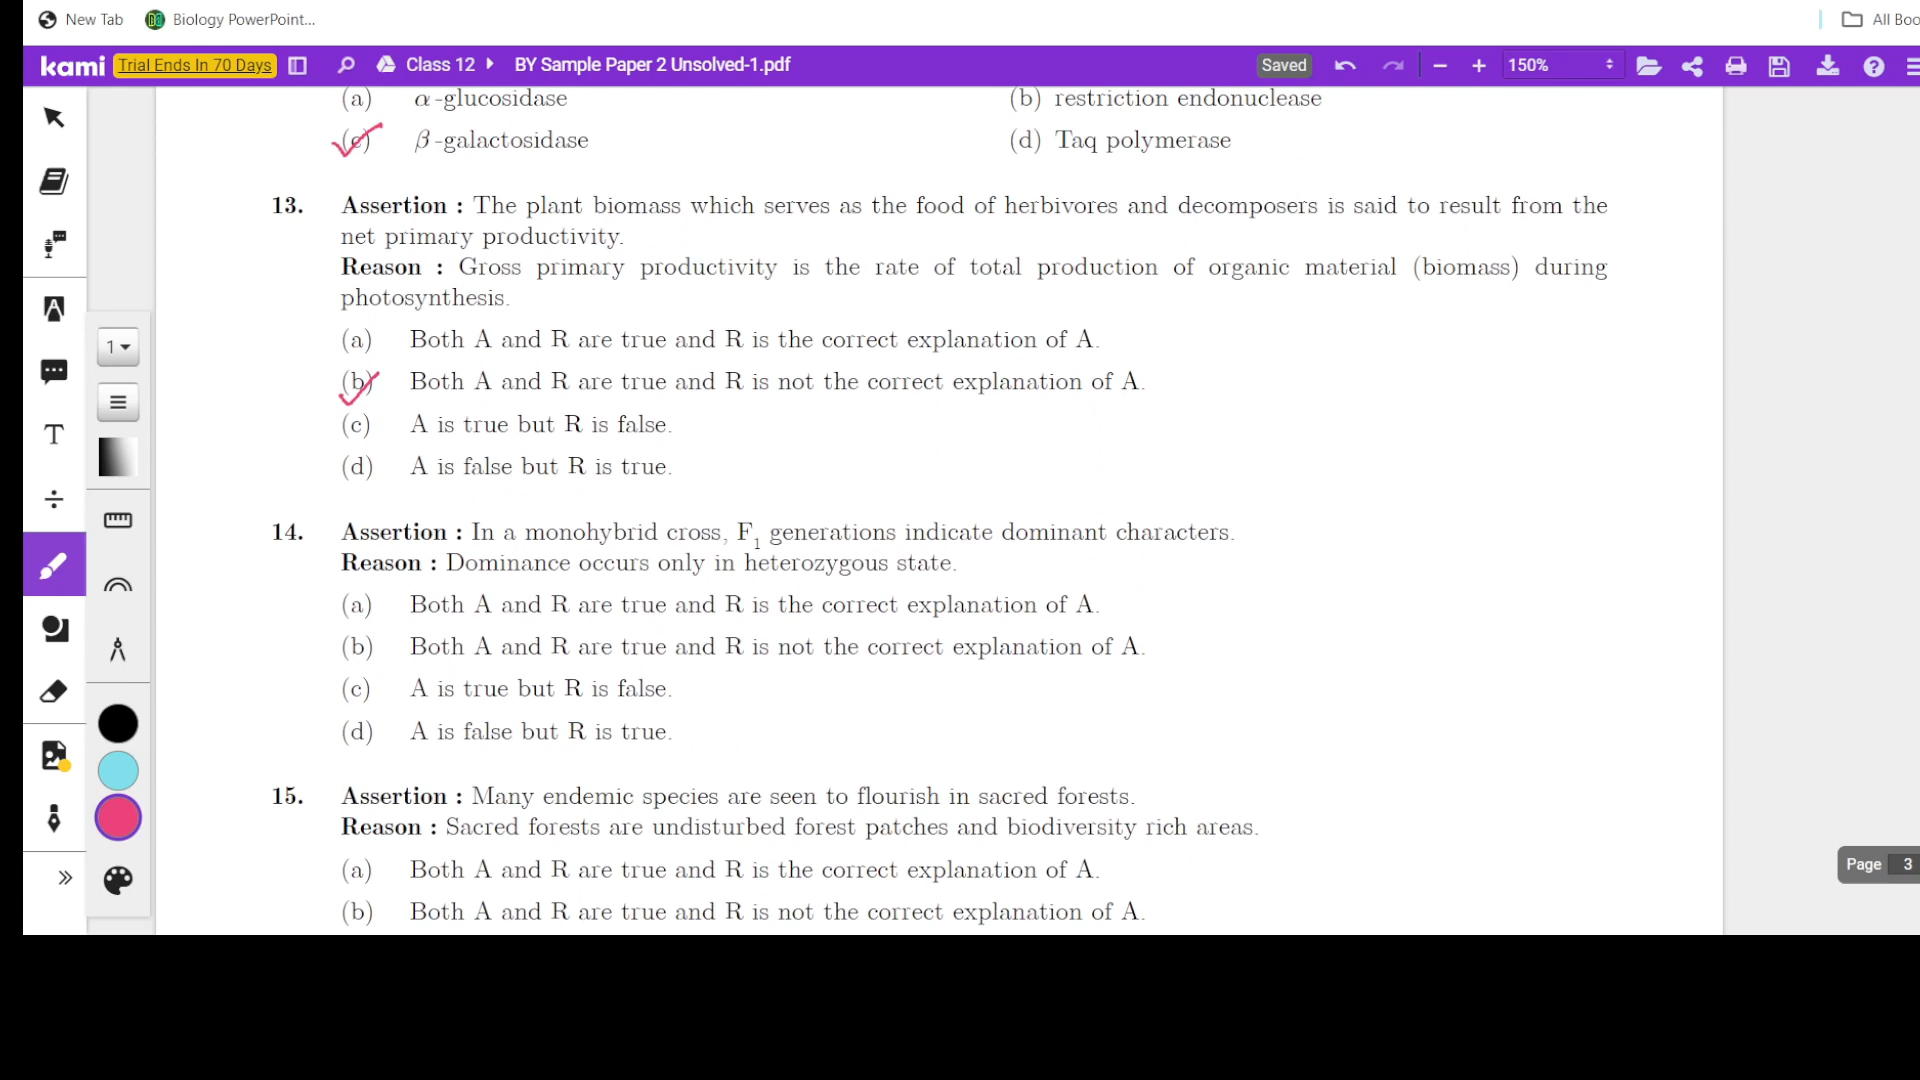 New Tab Biology PowerPoint... All Boo
kami Trial Ends In 70 Days Class 12 BY Sample Paper 2 Unsolved-1.pdf Saved 150%
(a) α-glucosidase (b) restriction endonuclease
(c) β-galactosidase (d) Taq polymerase
13. Assertion : The plant biomass which serves as the food of herbivores and decomposers is said to result from the
net primary productivity.
Reason : Gross primary productivity is the rate of total production of organic material (biomass) during
photosynthesis.
(a) Both A and R are true and R is the correct explanation of A.
(b) Both A and R are true and R is not the correct explanation of A.
(c) A is true but R is false.
(d) A is false but R is true.
14. Assertion : In a monohybrid cross, F₁ generations indicate dominant characters.
Reason : Dominance occurs only in heterozygous state.
(a) Both A and R are true and R is the correct explanation of A.
(b) Both A and R are true and R is not the correct explanation of A.
(c) A is true but R is false.
(d) A is false but R is true.
15. Assertion : Many endemic species are seen to flourish in sacred forests.
Reason : Sacred forests are undisturbed forest patches and biodiversity rich areas.
(a) Both A and R are true and R is the correct explanation of A.
(b) Both A and R are true and R is not the correct explanation of A.
1
T
Page 3